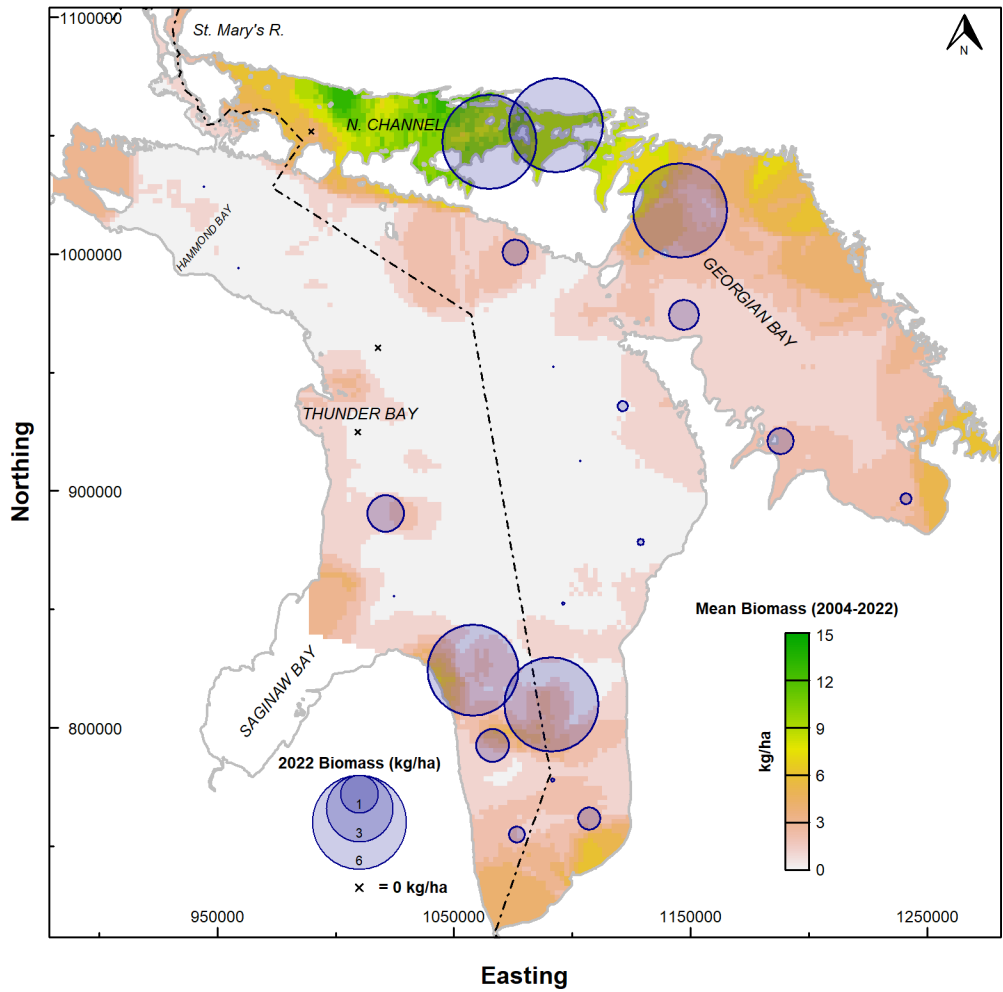 1100000
St. Mary's R.
N
N. CHANNEL
HAMMOND BAY
1000000
GEORGIAN BAY
THUNDER BAY
Northing
900000
Mean Biomass (2004-2022)
15
12
9
6
3
0
kg/ha
SAGINAW BAY
800000
2022 Biomass (kg/ha)
1
3
6
× = 0 kg/ha
950000
1050000
1150000
1250000
Easting